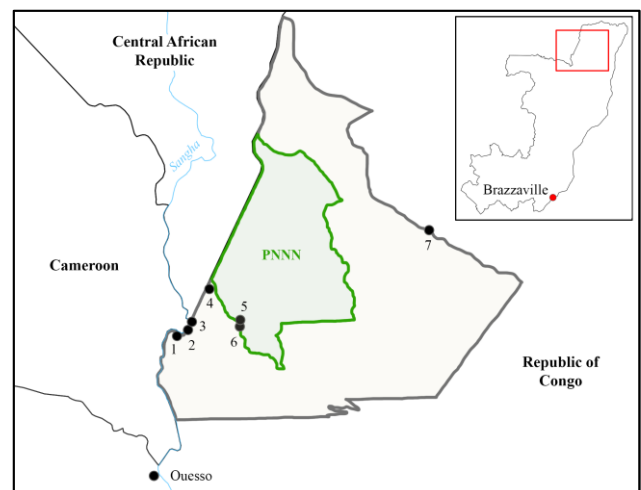 Central African
Republic
Sangha
Brazzaville
Cameroon
PNNN
7
4
5
3
6
2
1
Republic of
Congo
Ouesso